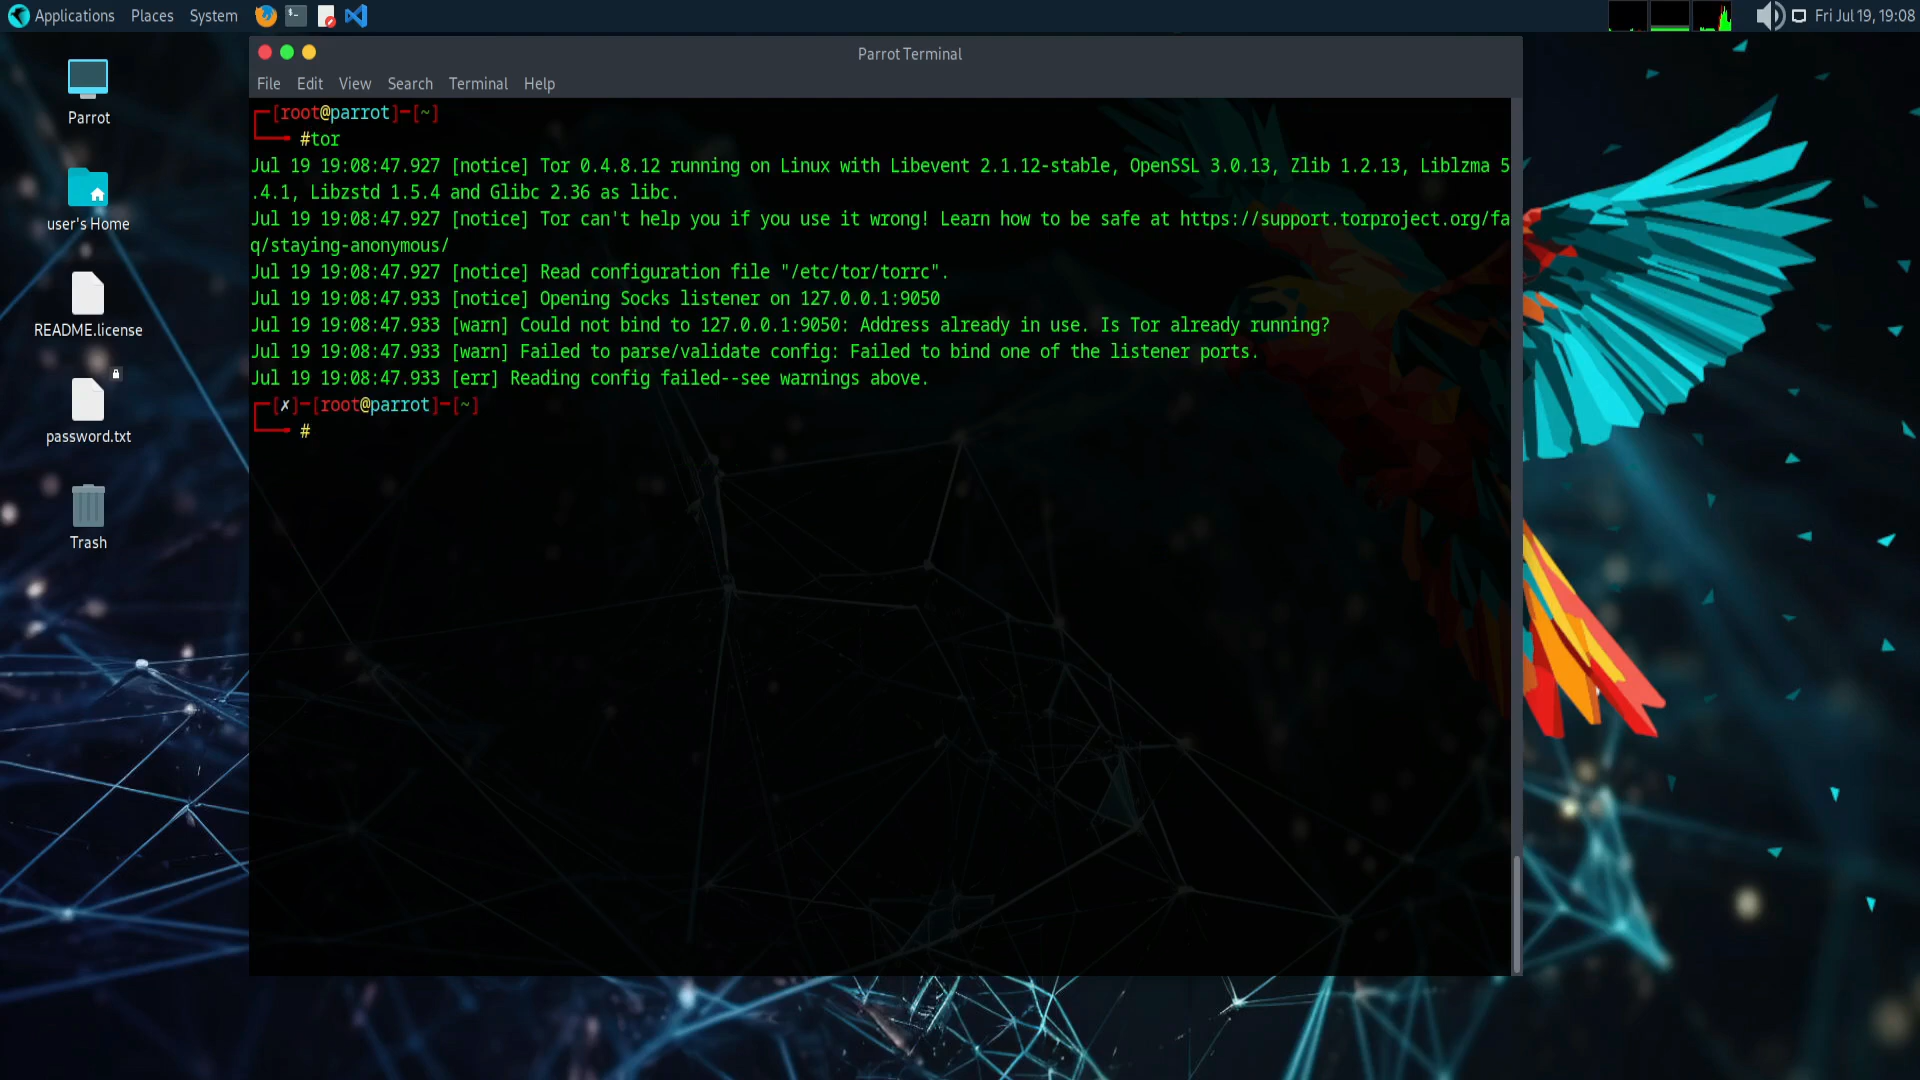 Applications Places System Fri Jul 19, 19:08
Parrot Terminal
File Edit View Search Terminal Help
Parrot
user's Home
README.license
password.txt
Trash
┌─[root@parrot]─[~]
└──╼ #tor
Jul 19 19:08:47.927 [notice] Tor 0.4.8.12 running on Linux with Libevent 2.1.12-stable, OpenSSL 3.0.13, Zlib 1.2.13, Liblzma 5
.4.1, Libzstd 1.5.4 and Glibc 2.36 as libc.
Jul 19 19:08:47.927 [notice] Tor can't help you if you use it wrong! Learn how to be safe at https://support.torproject.org/fa
q/staying-anonymous/
Jul 19 19:08:47.927 [notice] Read configuration file "/etc/tor/torrc".
Jul 19 19:08:47.933 [notice] Opening Socks listener on 127.0.0.1:9050
Jul 19 19:08:47.933 [warn] Could not bind to 127.0.0.1:9050: Address already in use. Is Tor already running?
Jul 19 19:08:47.933 [warn] Failed to parse/validate config: Failed to bind one of the listener ports.
Jul 19 19:08:47.933 [err] Reading config failed--see warnings above.
┌─[✗]─[root@parrot]─[~]
└──╼ #